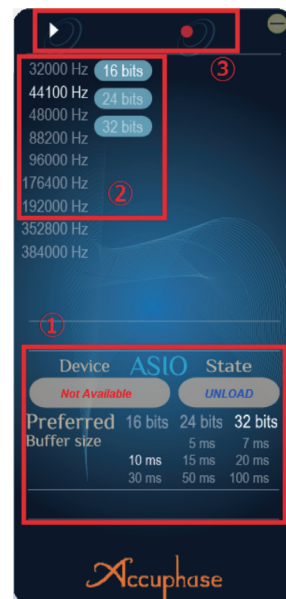 ③
32000 Hz 16 bits
44100 Hz 24 bits
48000 Hz 32 bits
88200 Hz
96000 Hz
176400 Hz
192000 Hz
②
352800 Hz
384000 Hz
①
Device ASIO State
Not Available UNLOAD
Preferred 16 bits 24 bits 32 bits
Buffer size 5 ms 7 ms
10 ms 15 ms 20 ms
30 ms 50 ms 100 ms
Accuphase